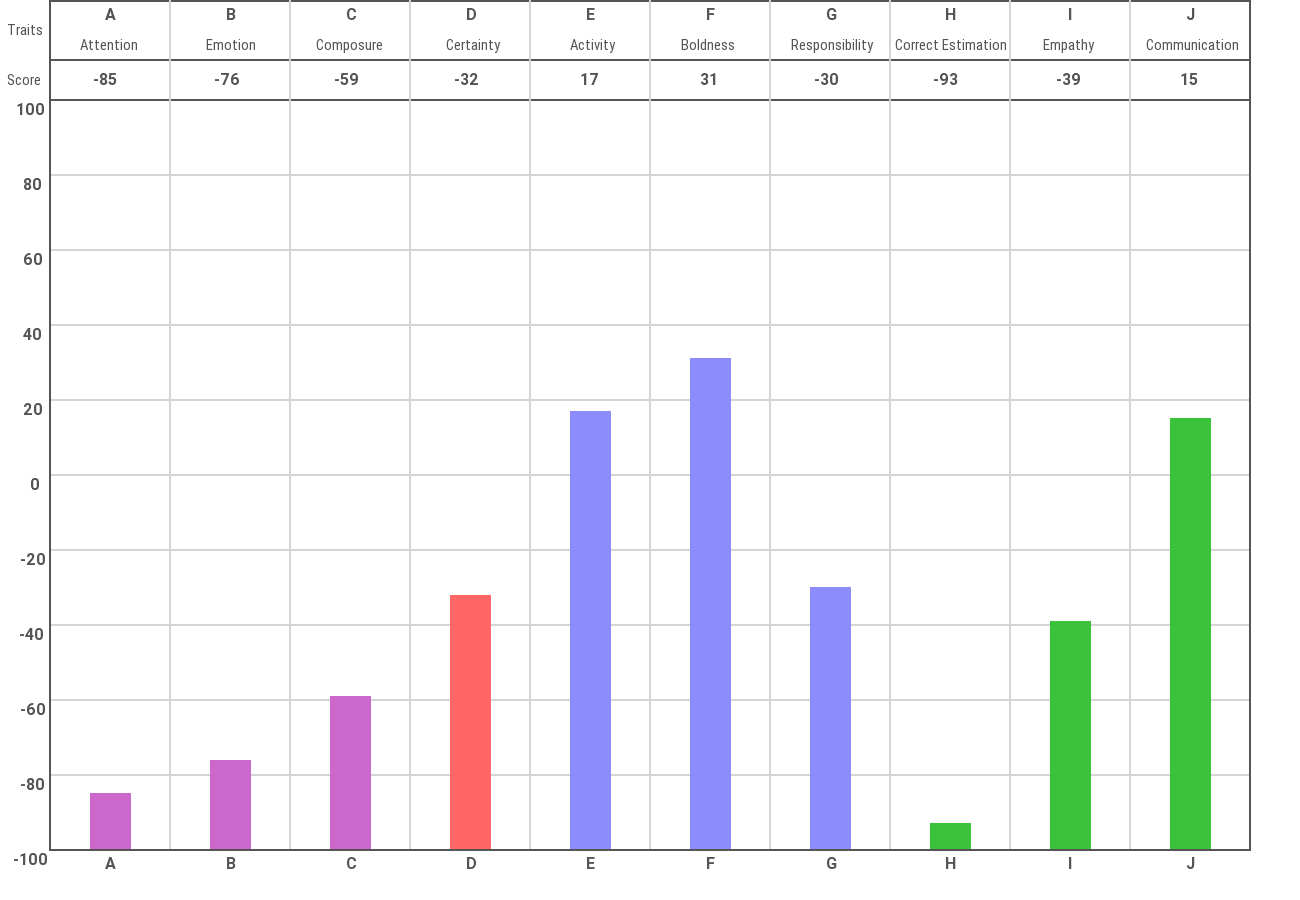 A B C D E F G H I J
Traits
Attention Emotion Composure Certainty Activity Boldness Responsibility Correct Estimation Empathy Communication
Score -85 -76 -59 -32 17 31 -30 -93 -39 15
100
80
60
40
20
0
-20
-40
-60
-80
-100
A B C D E F G H I J